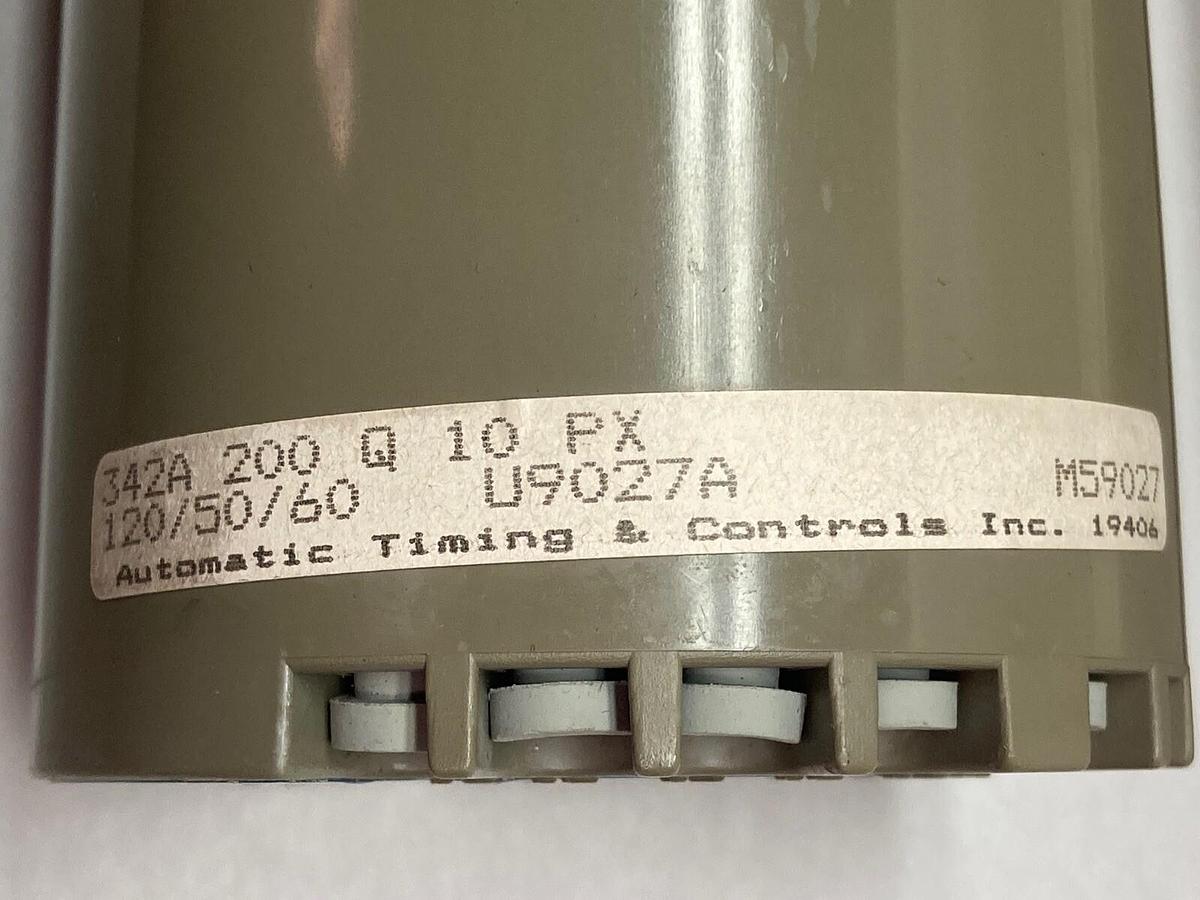 342A 200 Q 10 PX
120/50/60 U9027A M59027
Automatic Timing & Controls Inc. 19406